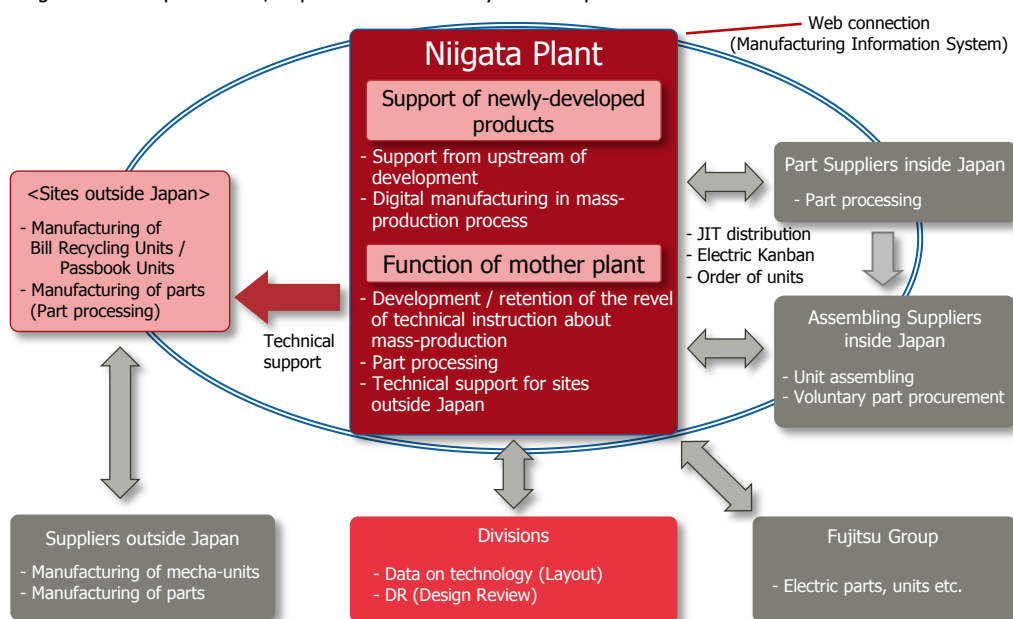 Web connection
(Manufacturing Information System)
Niigata Plant
Support of newly-developed
products
- Support from upstream of
development
- Digital manufacturing in mass-
production process
Function of mother plant
- Development / retention of the revel
of technical instruction about
mass-production
- Part processing
- Technical support for sites
outside Japan
<Sites outside Japan>
- Manufacturing of
Bill Recycling Units /
Passbook Units
- Manufacturing of parts
(Part processing)
Technical
support
Part Suppliers inside Japan
- Part processing
- JIT distribution
- Electric Kanban
- Order of units
Assembling Suppliers
inside Japan
- Unit assembling
- Voluntary part procurement
Suppliers outside Japan
- Manufacturing of mecha-units
- Manufacturing of parts
Divisions
- Data on technology (Layout)
- DR (Design Review)
Fujitsu Group
- Electric parts, units etc.